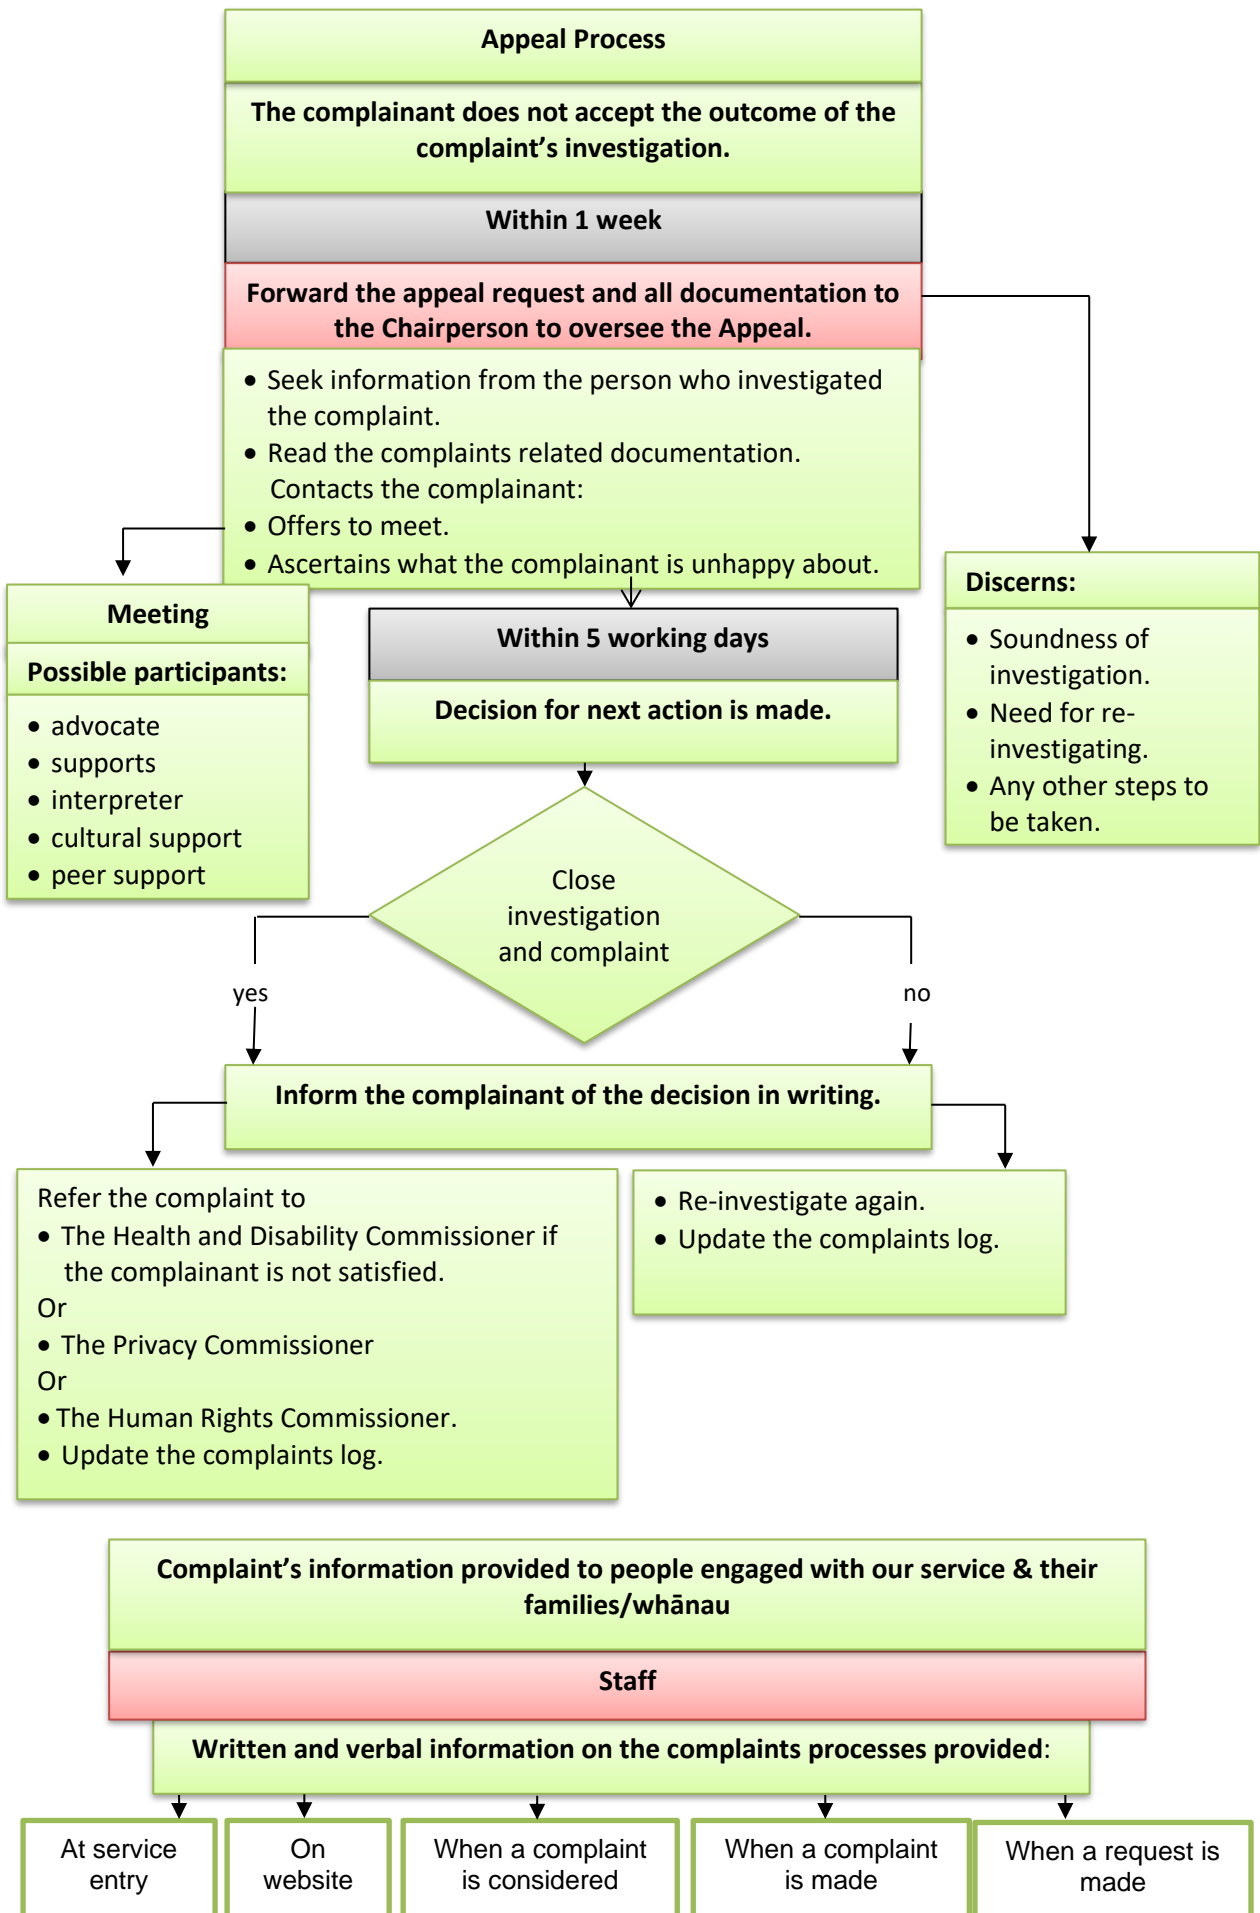 Appeal Process
The complainant does not accept the outcome of the
complaint’s investigation.
Within 1 week
Forward the appeal request and all documentation to
the Chairperson to oversee the Appeal.
• Seek information from the person who investigated
the complaint.
• Read the complaints related documentation.
Contacts the complainant:
• Offers to meet.
• Ascertains what the complainant is unhappy about.
Meeting
Possible participants:
• advocate
• supports
• interpreter
• cultural support
• peer support
Within 5 working days
Decision for next action is made.
Discerns:
• Soundness of
investigation.
• Need for re-
investigating.
• Any other steps to
be taken.
Close
investigation
and complaint
yes
no
Inform the complainant of the decision in writing.
Refer the complaint to
• The Health and Disability Commissioner if
the complainant is not satisfied.
Or
• The Privacy Commissioner
Or
• The Human Rights Commissioner.
• Update the complaints log.
• Re-investigate again.
• Update the complaints log.
Complaint’s information provided to people engaged with our service & their
families/whānau
Staff
Written and verbal information on the complaints processes provided:
At service
entry
On
website
When a complaint
is considered
When a complaint
is made
When a request is
made